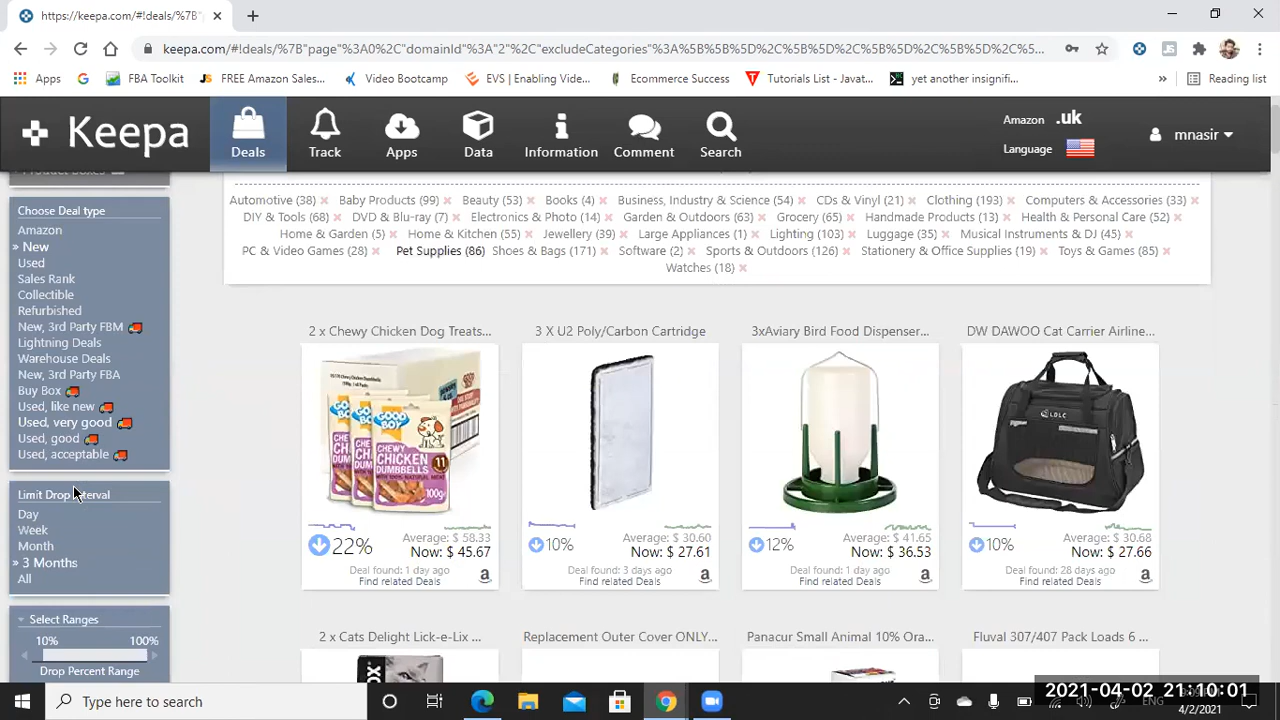 https://keepa.com/#!deals/%7B"
keepa.com/#!deals/%7B"page"%3A0%2C"domainId"%3A"2"%2C"excludeCategories"%3A%5B%5B%5D%2C%5B%5D%2C%5B%5D%2C%5...
Apps
FBA Toolkit
FREE Amazon Sales...
Video Bootcamp
EVS | Enabling Vide...
Ecommerce Success
Tutorials List - Javat...
yet another insignifi...
»
Reading list
Keepa
Deals
Track
Apps
Data
Information
Comment
Search
Amazon .uk
Language
mnasir
Product Boxes
Choose Deal type
Amazon
» New
Used
Sales Rank
Collectible
Refurbished
New, 3rd Party FBM
Lightning Deals
Warehouse Deals
New, 3rd Party FBA
Buy Box
Used, like new
Used, very good
Used, good
Used, acceptable
Limit Drop Interval
Day
Week
Month
» 3 Months
All
Select Ranges
10% 100%
Drop Percent Range
Automotive (38) Baby Products (99) Beauty (53) Books (4) Business, Industry & Science (54) CDs & Vinyl (21) Clothing (193) Computers & Accessories (33)
DIY & Tools (68) DVD & Blu-ray (7) Electronics & Photo (14) Garden & Outdoors (63) Grocery (65) Handmade Products (13) Health & Personal Care (52)
Home & Garden (5) Home & Kitchen (55) Jewellery (39) Large Appliances (1) Lighting (103) Luggage (35) Musical Instruments & DJ (45)
PC & Video Games (28) Pet Supplies (86) Shoes & Bags (171) Software (2) Sports & Outdoors (126) Stationery & Office Supplies (19) Toys & Games (85)
Watches (18)
2 x Chewy Chicken Dog Treats...
GOOD BOY
CHEWY CHICKEN DUMBBELLS
11
100g
22%
Average: $ 58.33
Now: $ 45.67
Deal found: 1 day ago
Find related Deals
3 X U2 Poly/Carbon Cartridge
10%
Average: $ 30.60
Now: $ 27.61
Deal found: 3 days ago
Find related Deals
3xAviary Bird Food Dispenser...
12%
Average: $ 41.65
Now: $ 36.53
Deal found: 1 day ago
Find related Deals
DW DAWOO Cat Carrier Airline...
LDLC
10%
Average: $ 30.68
Now: $ 27.66
Deal found: 28 days ago
Find related Deals
2 x Cats Delight Lick-e-Lix ...
Replacement Outer Cover ONLY...
Panacur Small Animal 10% Ora...
Fluval 307/407 Pack Loads 6 ...
Type here to search
ENG
2021-04-02 21:10:01
4/2/2021